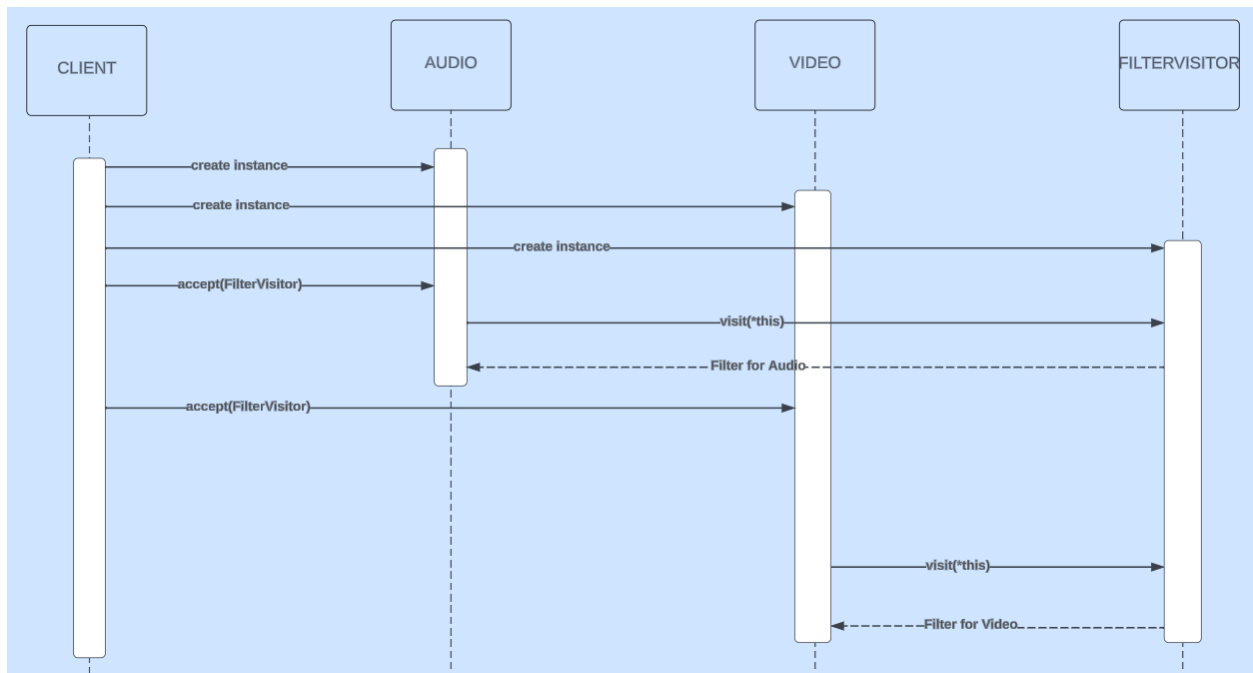 CLIENT
AUDIO
VIDEO
FILTERVISITOR
create instance
create instance
create instance
accept(FilterVisitor)
visit(*this)
Filter for Audio
accept(FilterVisitor)
visit(*this)
Filter for Video